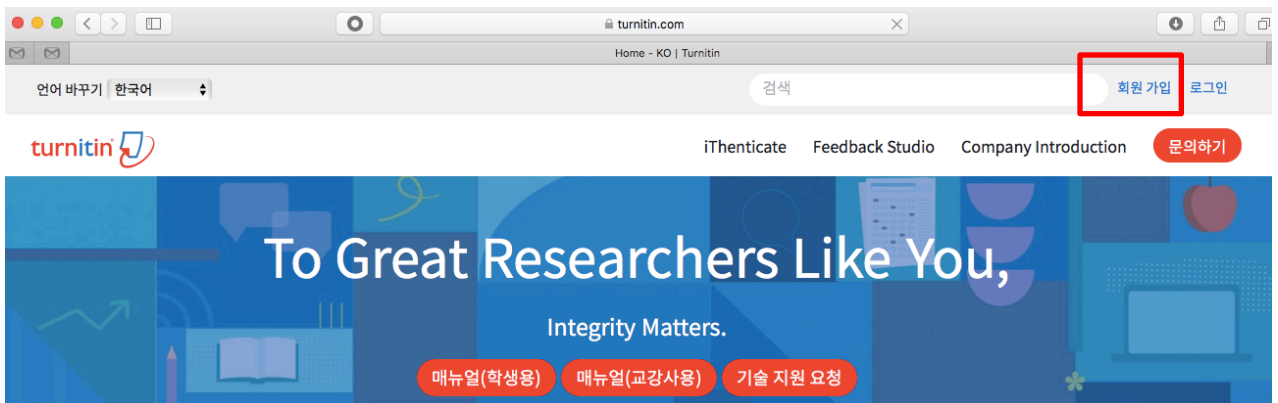 turnitin.com
Home - KO | Turnitin
언어 바꾸기 한국어 검색 회원 가입 로그인
turnitin iThenticate Feedback Studio Company Introduction 문의하기
To Great Researchers Like You,
Integrity Matters.
매뉴얼(학생용) 매뉴얼(교강사용) 기술 지원 요청